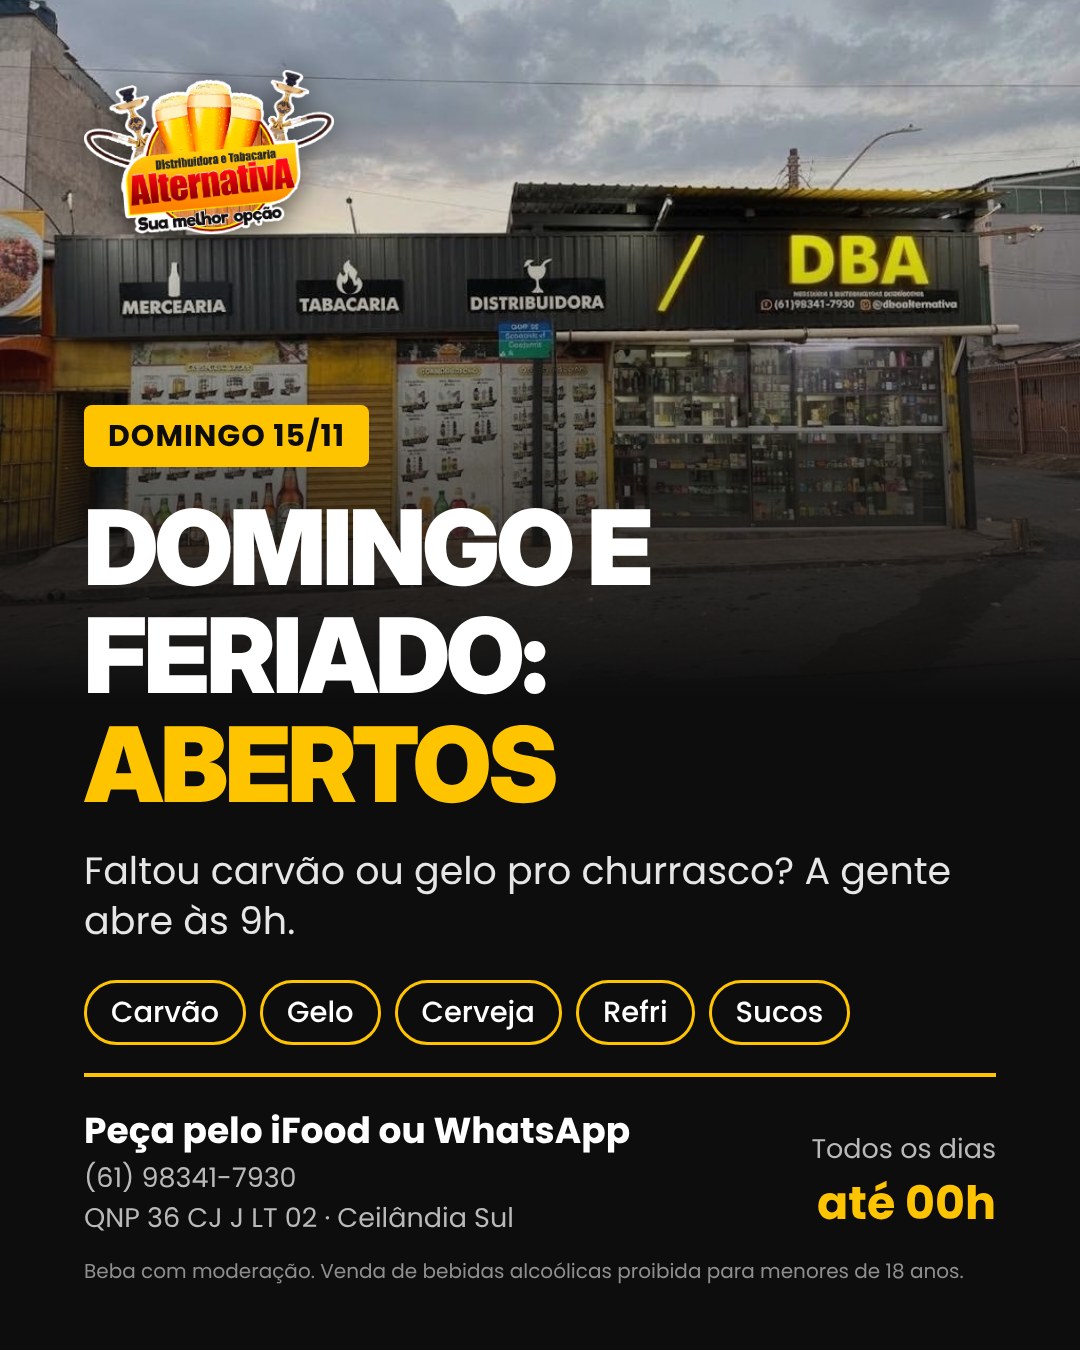 Distribuidora e Tabacaria
AlternativA
Sua melhor opção
DBA
MERCEARIA
TABACARIA
DISTRIBUIDORA
(61)98341-7930 @dboalternativa
DOMINGO 15/11
DOMINGO E
FERIADO:
ABERTOS
Faltou carvão ou gelo pro churrasco? A gente
abre às 9h.
Carvão Gelo Cerveja Refri Sucos
Peça pelo iFood ou WhatsApp
(61) 98341-7930
QNP 36 CJ J LT 02 · Ceilândia Sul
Todos os dias
até 00h
Beba com moderação. Venda de bebidas alcoólicas proibida para menores de 18 anos.